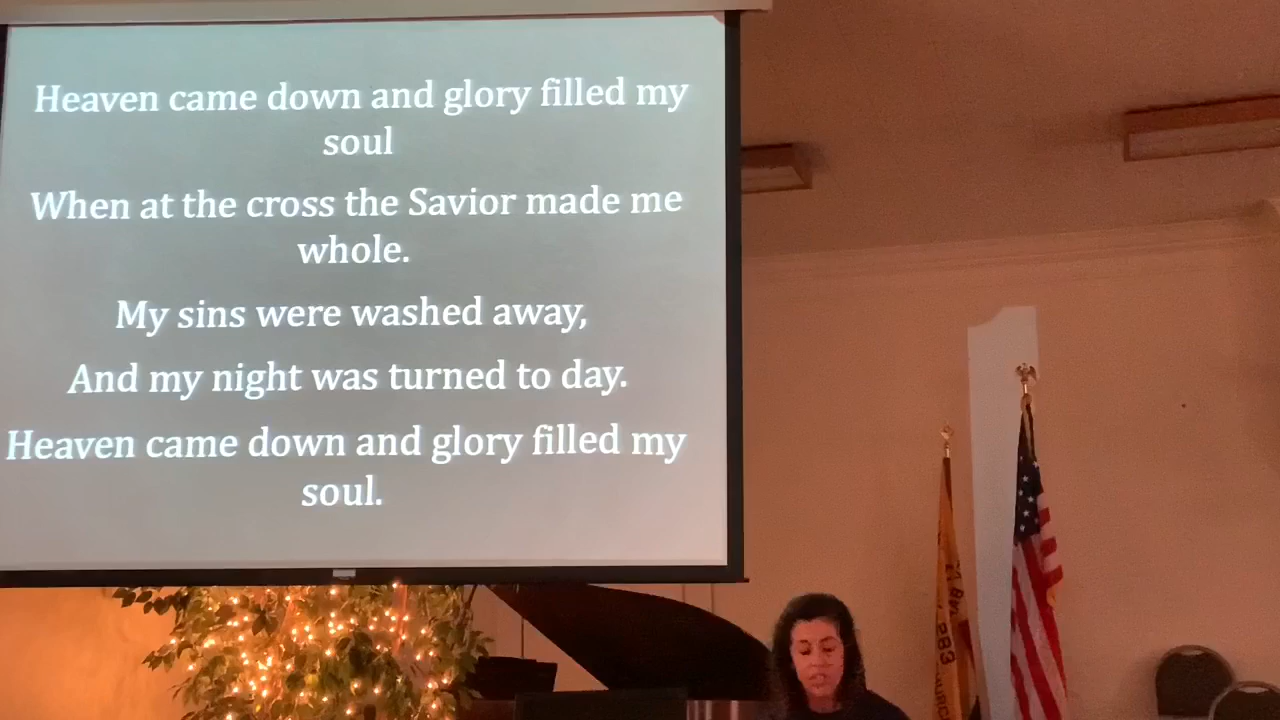 Heaven came down and glory filled my
soul
When at the cross the Savior made me
whole.
My sins were washed away,
And my night was turned to day.
Heaven came down and glory filled my
soul.